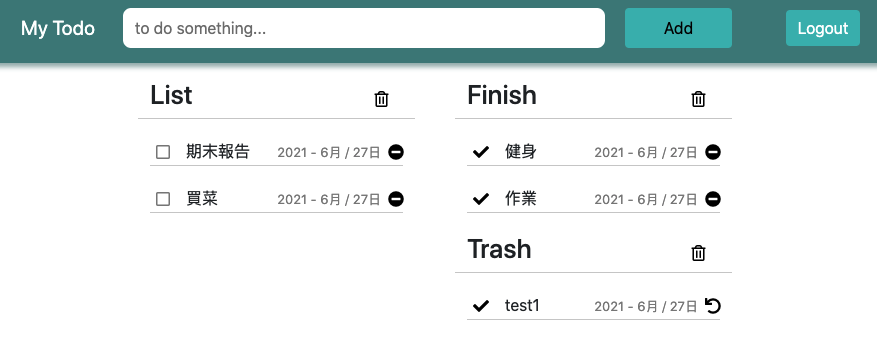 My Todo to do something... Add Logout
List
期末報告 2021 - 6月 / 27日
買菜 2021 - 6月 / 27日
Finish
健身 2021 - 6月 / 27日
作業 2021 - 6月 / 27日
Trash
test1 2021 - 6月 / 27日